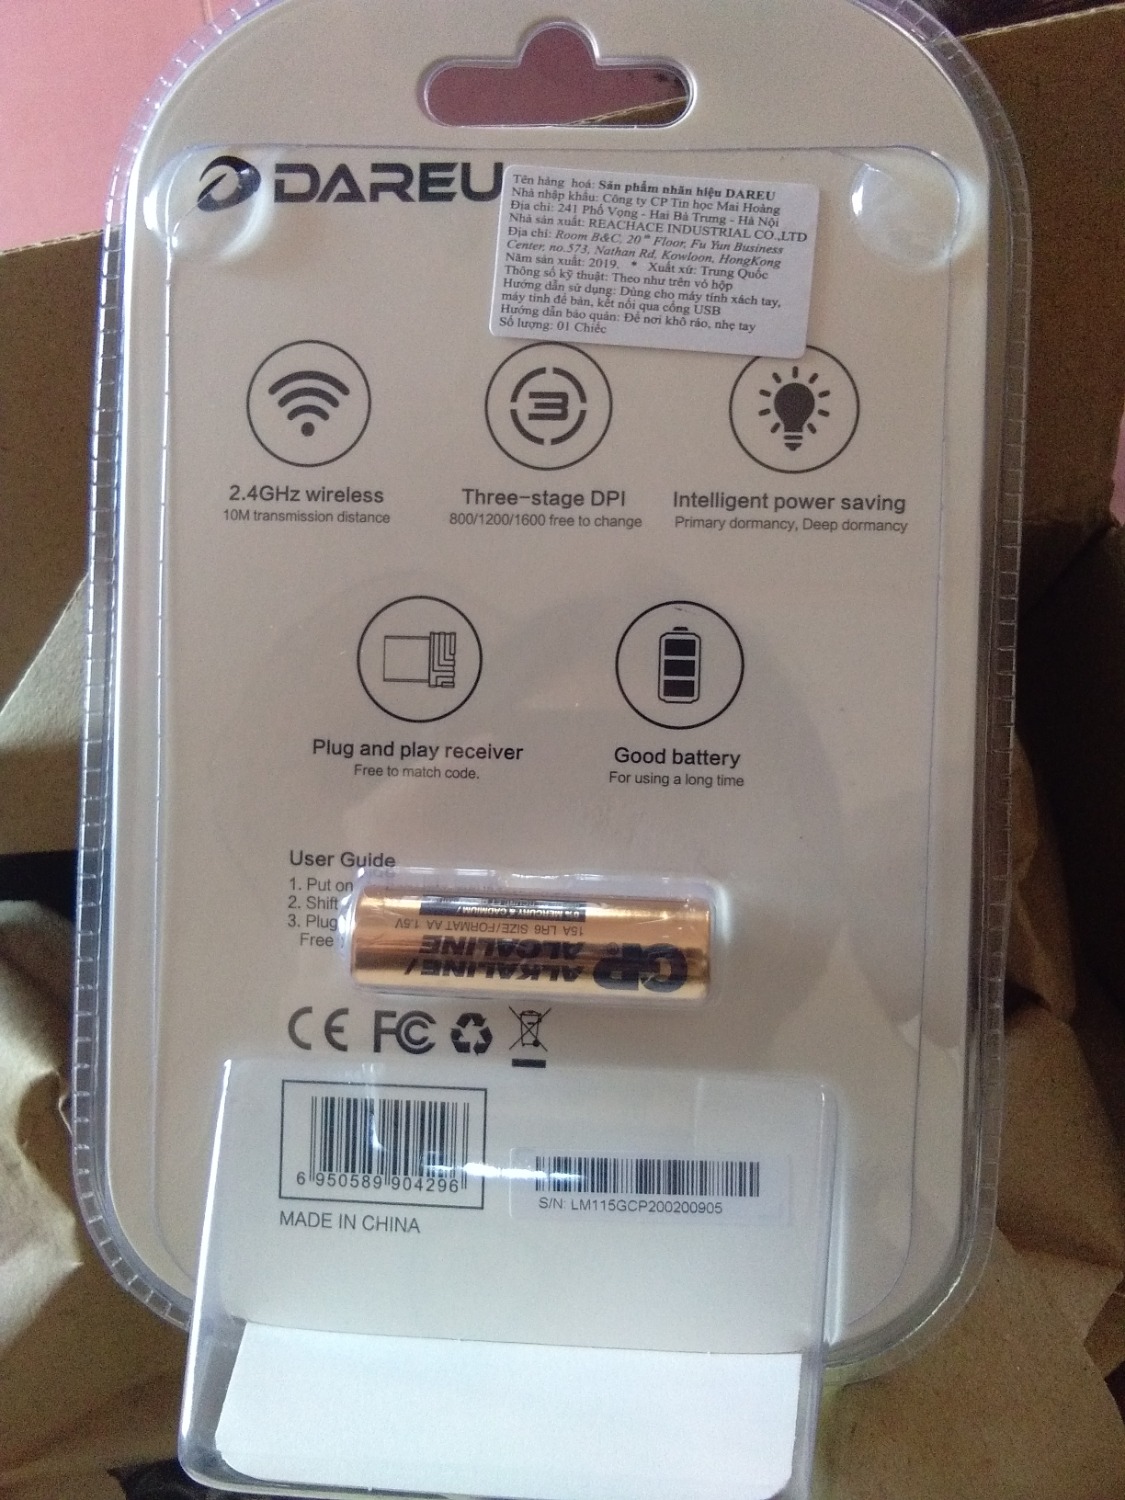 DAREU
Tên hàng hoá: Sản phẩm nhãn hiệu DAREU
Nhà nhập khẩu: Công ty CP Tin học Mai Hoàng
Địa chỉ: 241 Phố Vọng - Hai Bà Trưng - Hà Nội
Nhà sản xuất: REACHACE INDUSTRIAL CO.,LTD
Địa chỉ: Room B&C, 20th Floor, Fu Yun Business
Center, no.573, Nathan Rd, Kowloon, HongKong
Năm sản xuất: 2019. * Xuất xứ: Trung Quốc
Thông số kỹ thuật: Theo như trên vỏ hộp
Hướng dẫn sử dụng: Dùng cho máy tính xách tay,
máy tính để bàn, kết nối qua cổng USB
Hướng dẫn bảo quản: Để nơi khô ráo, nhẹ tay
Số lượng: 01 Chiếc
3
2.4GHz wireless
10M transmission distance
Three-stage DPI
800/1200/1600 free to change
Intelligent power saving
Primary dormancy, Deep dormancy
Plug and play receiver
Free to match code.
Good battery
For using a long time
User Guide
1. Put on
2. Shift
3. Plug
Free
GP ALKALINE/
ALCALINE
15A LR6 SIZE/FORMAT AA 1.5V
0% MERCURY & CADMIUM/
CE FC
6 950589 904296
MADE IN CHINA
S/N: LM115GCP200200905